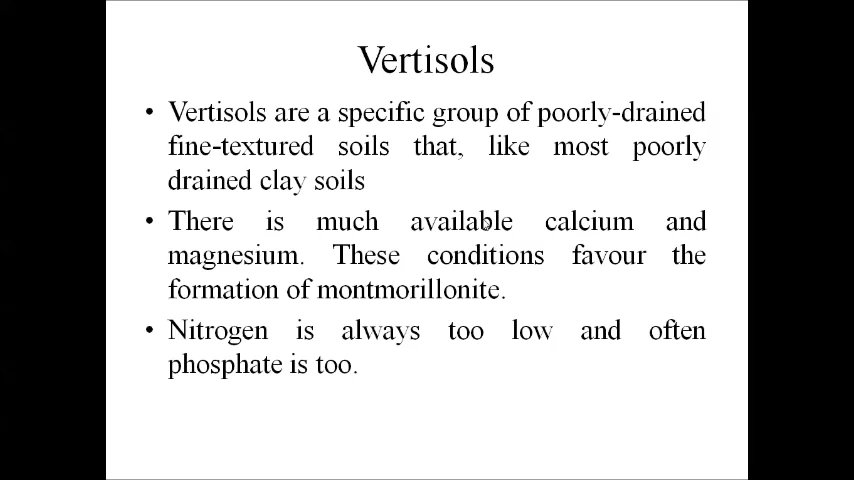 Vertisols
• Vertisols are a specific group of poorly-drained
fine-textured soils that, like most poorly
drained clay soils
• There is much available calcium and
magnesium. These conditions favour the
formation of montmorillonite.
• Nitrogen is always too low and often
phosphate is too.